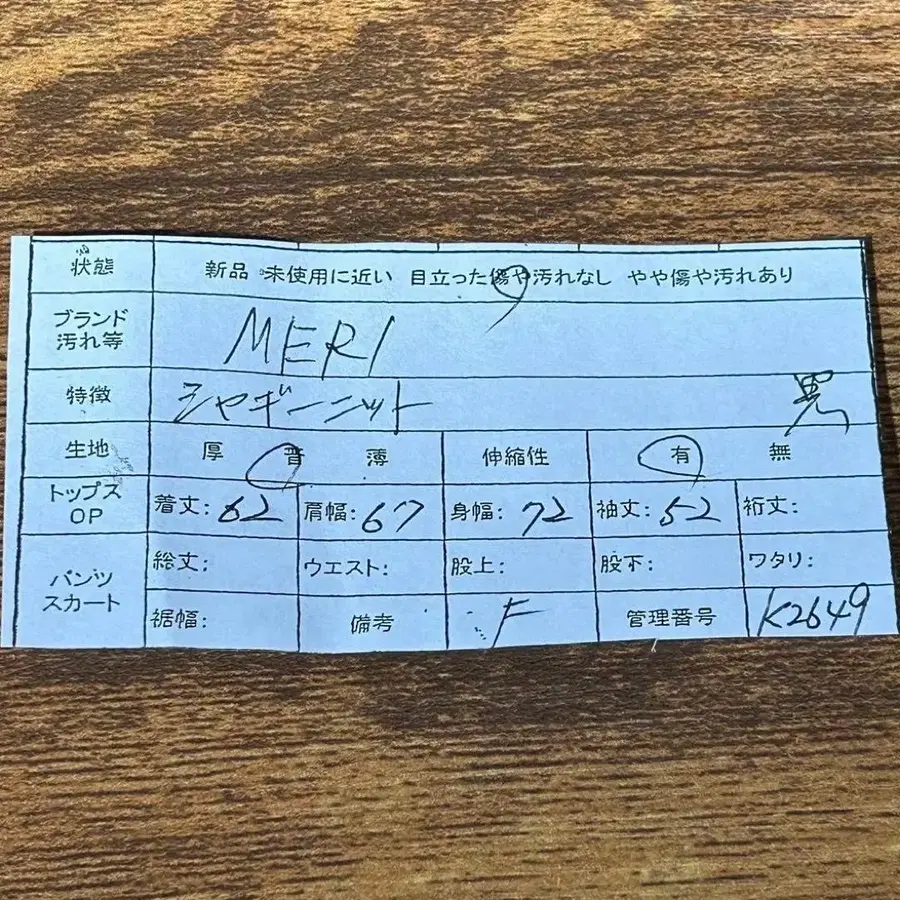 状態 新品 未使用に近い 目立った傷や汚れなし やや傷や汚れあり
ブランド
汚れ等 MERI
特徴 シャギーニット 黒
生地 厚 普 薄 伸縮性 有 無
トップス
OP 着丈:62 肩幅:67 身幅:72 袖丈:52 裄丈:
パンツ
スカート 総丈: ウエスト: 股上: 股下: ワタリ:
裾幅: 備考 F 管理番号 K2649